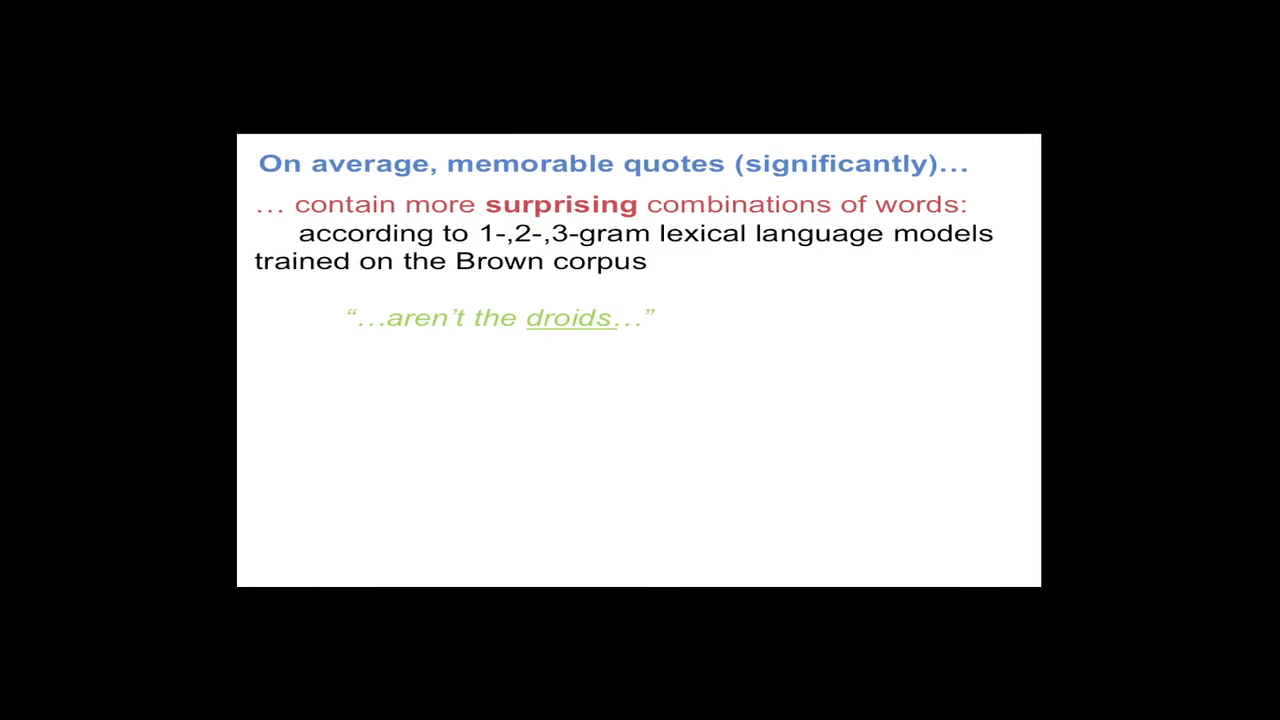 On average, memorable quotes (significantly)…
… contain more surprising combinations of words:
according to 1-,2-,3-gram lexical language models
trained on the Brown corpus
“…aren’t the droids…”